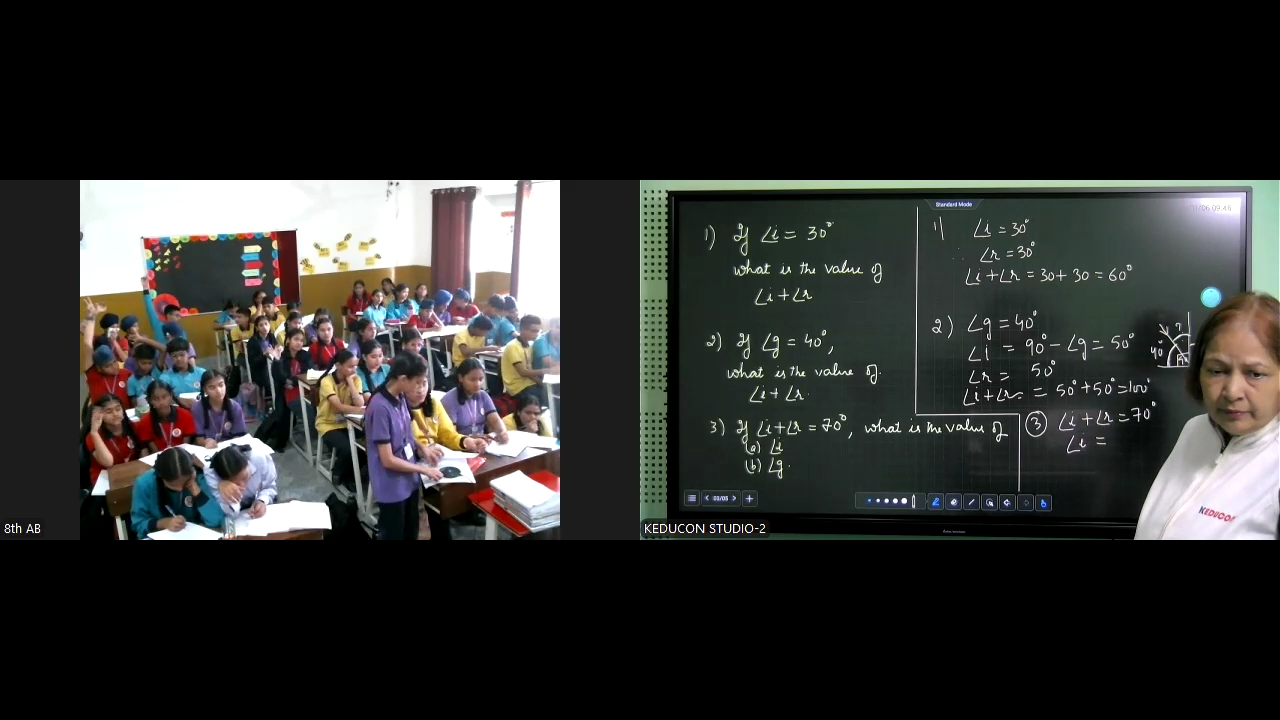 Standard Mode
1) If ∠i = 30°
what is the value of
∠i + ∠r
2) If ∠g = 40°,
what is the value of.
∠i + ∠r.
3) If ∠i + ∠r = 70°, what is the value of
(a) ∠i
(b) ∠g.
1) ∠i = 30°
∠r = 30°
∠i + ∠r = 30 + 30 = 60°
2) ∠g = 40°
∠i = 90° - ∠g = 50°
∠r = 50°
∠i + ∠r = 50° + 50° = 100°
3 ∠i + ∠r = 70°
∠i =
40°
KEDUCON
8th AB
KEDUCON STUDIO-2